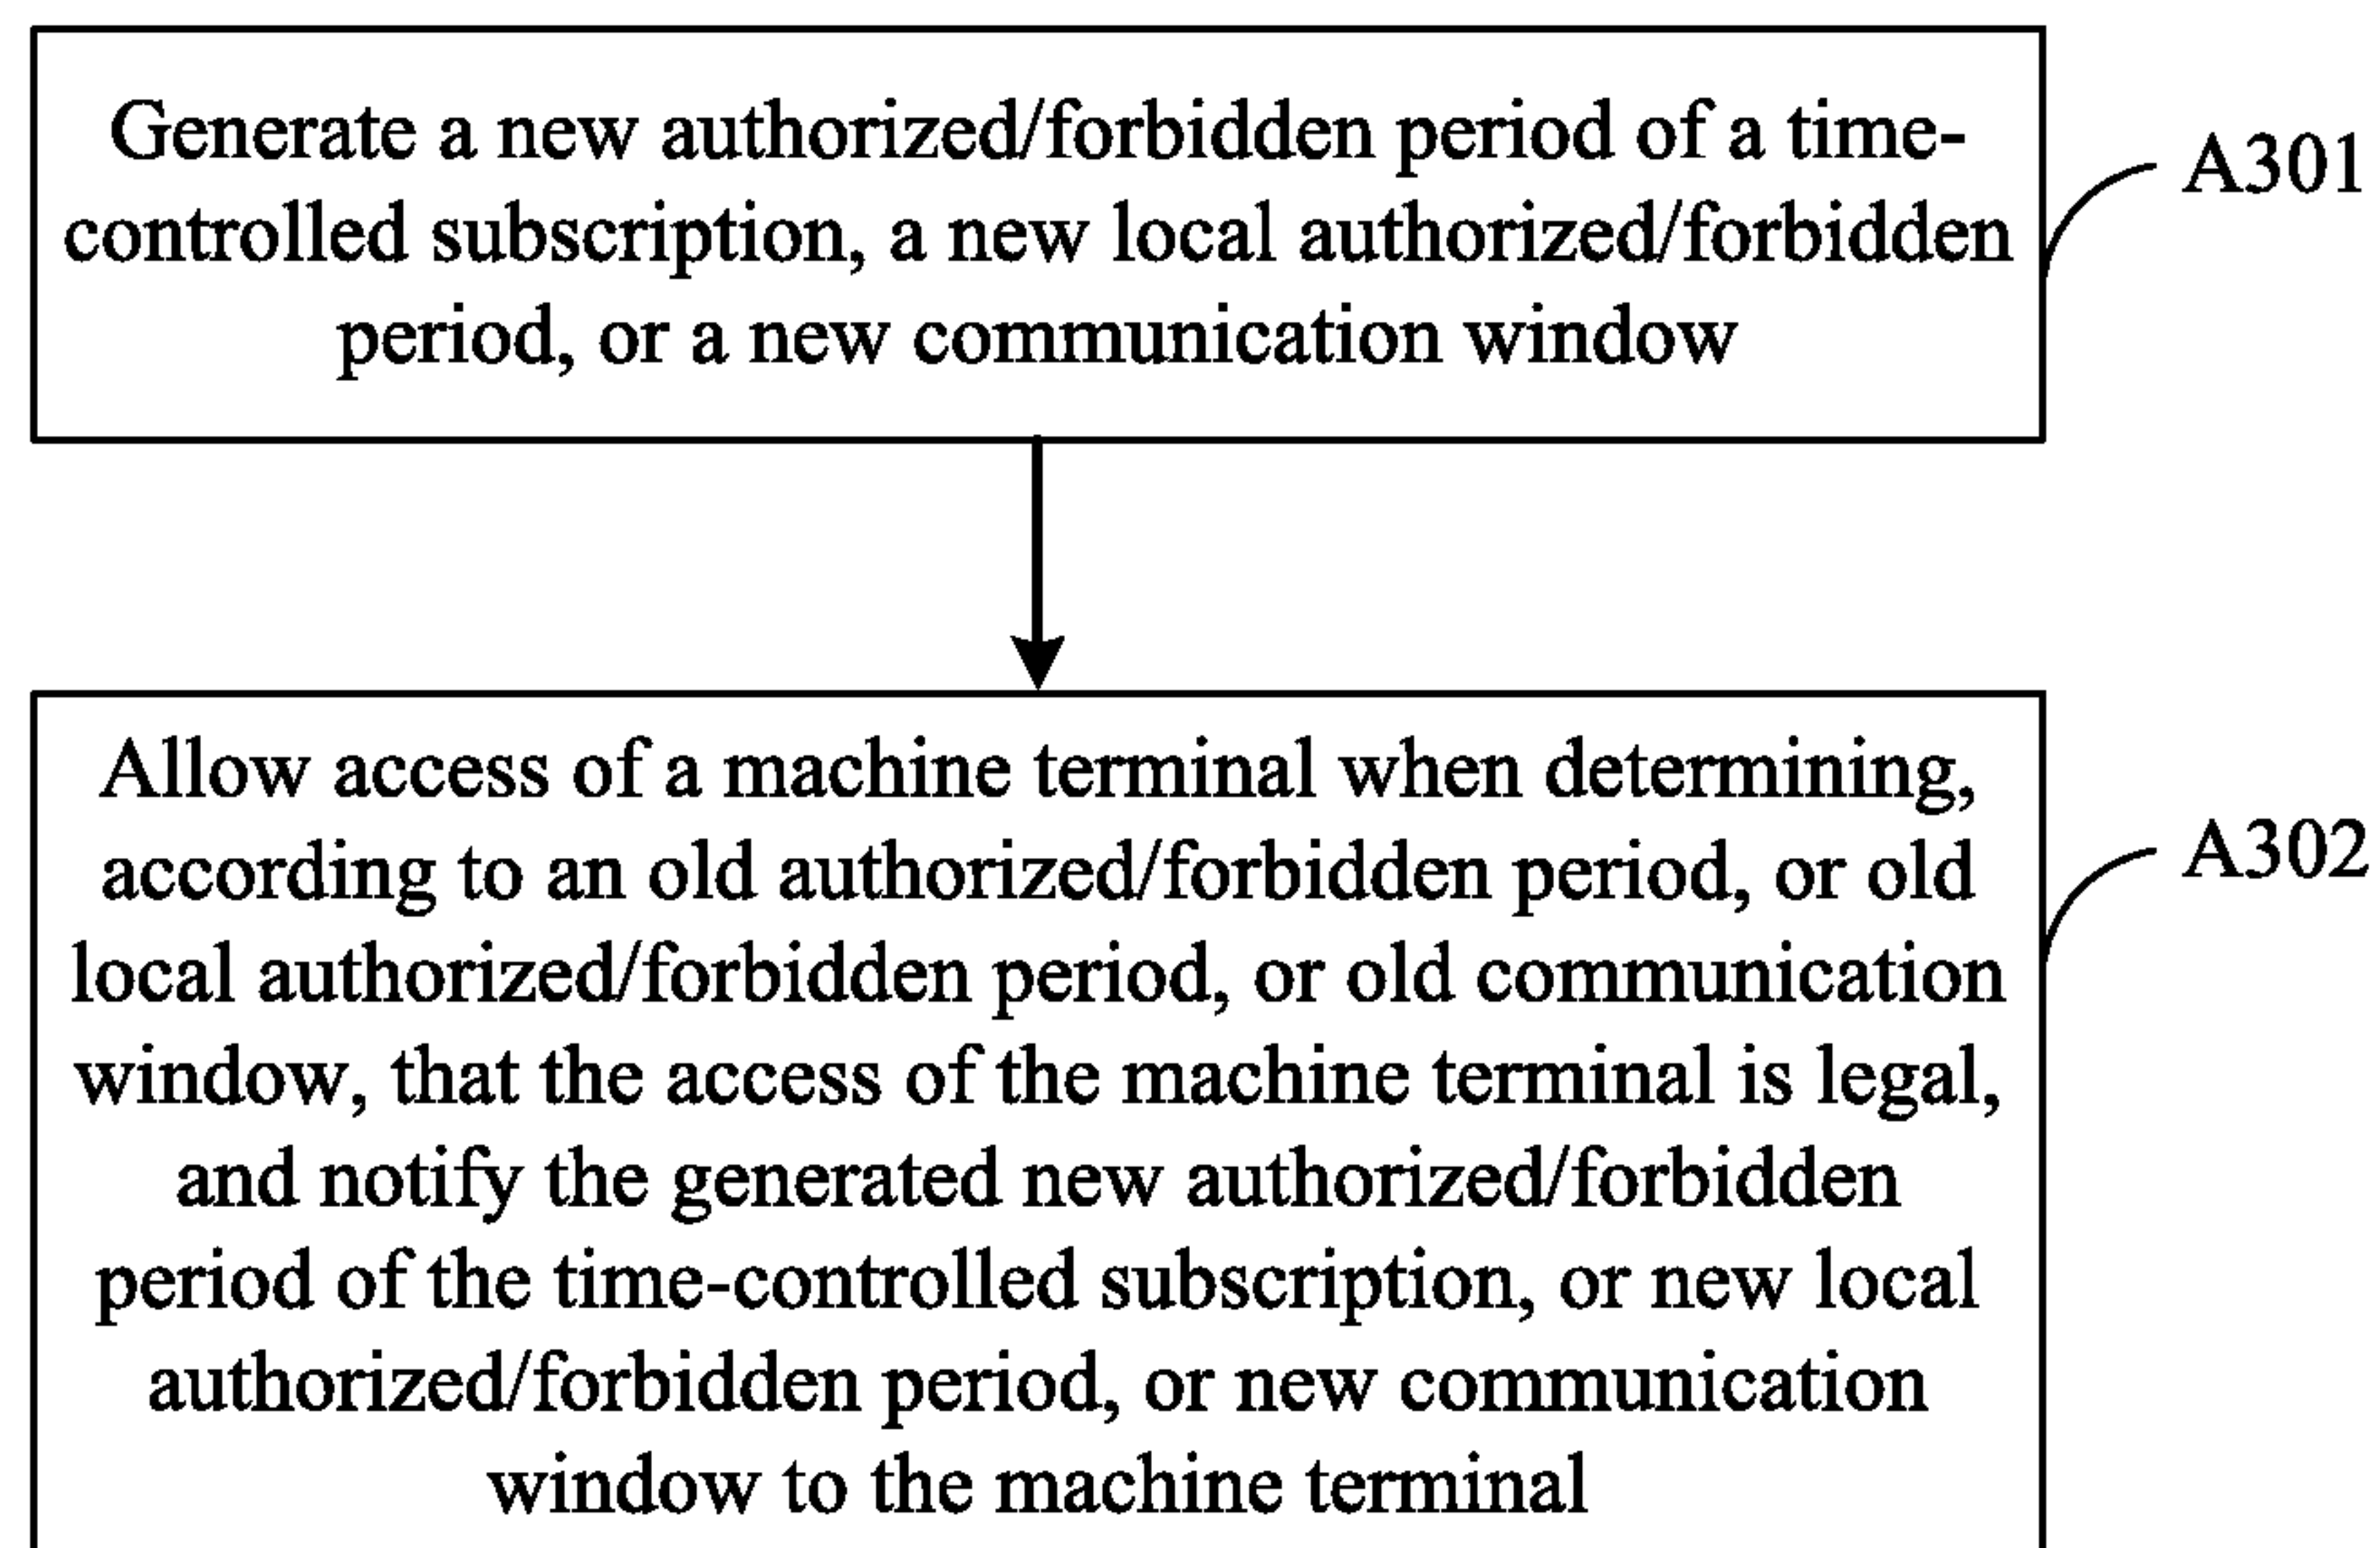 Generate a new authorized/forbidden period of a time-
controlled subscription, a new local authorized/forbidden
period, or a new communication window
A301
Allow access of a machine terminal when determining,
according to an old authorized/forbidden period, or old
local authorized/forbidden period, or old communication
window, that the access of the machine terminal is legal,
and notify the generated new authorized/forbidden
period of the time-controlled subscription, or new local
authorized/forbidden period, or new communication
window to the machine terminal
A302